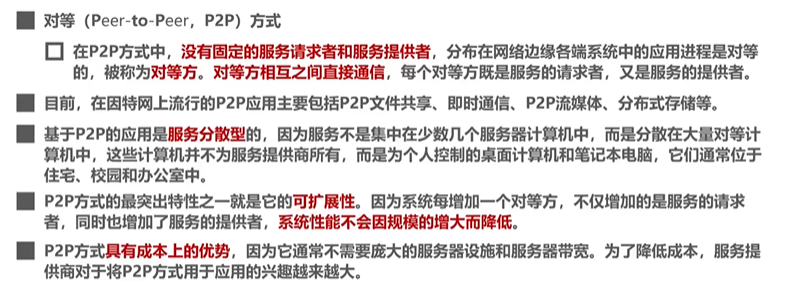 对等（Peer-to-Peer，P2P）方式
在P2P方式中，没有固定的服务请求者和服务提供者，分布在网络边缘各端系统中的应用进程是对等
的，被称为对等方。对等方相互之间直接通信，每个对等方既是服务的请求者，又是服务的提供者。
目前，在因特网上流行的P2P应用主要包括P2P文件共享、即时通信、P2P流媒体、分布式存储等。
基于P2P的应用是服务分散型的，因为服务不是集中在少数几个服务器计算机中，而是分散在大量对等计
算机中，这些计算机并不为服务提供商所有，而是为个人控制的桌面计算机和笔记本电脑，它们通常位于
住宅、校园和办公室中。
P2P方式的最突出特性之一就是它的可扩展性。因为系统每增加一个对等方，不仅增加的是服务的请求
者，同时也增加了服务的提供者，系统性能不会因规模的增大而降低。
P2P方式具有成本上的优势，因为它通常不需要庞大的服务器设施和服务器带宽。为了降低成本，服务提
供商对于将P2P方式用于应用的兴趣越来越大。